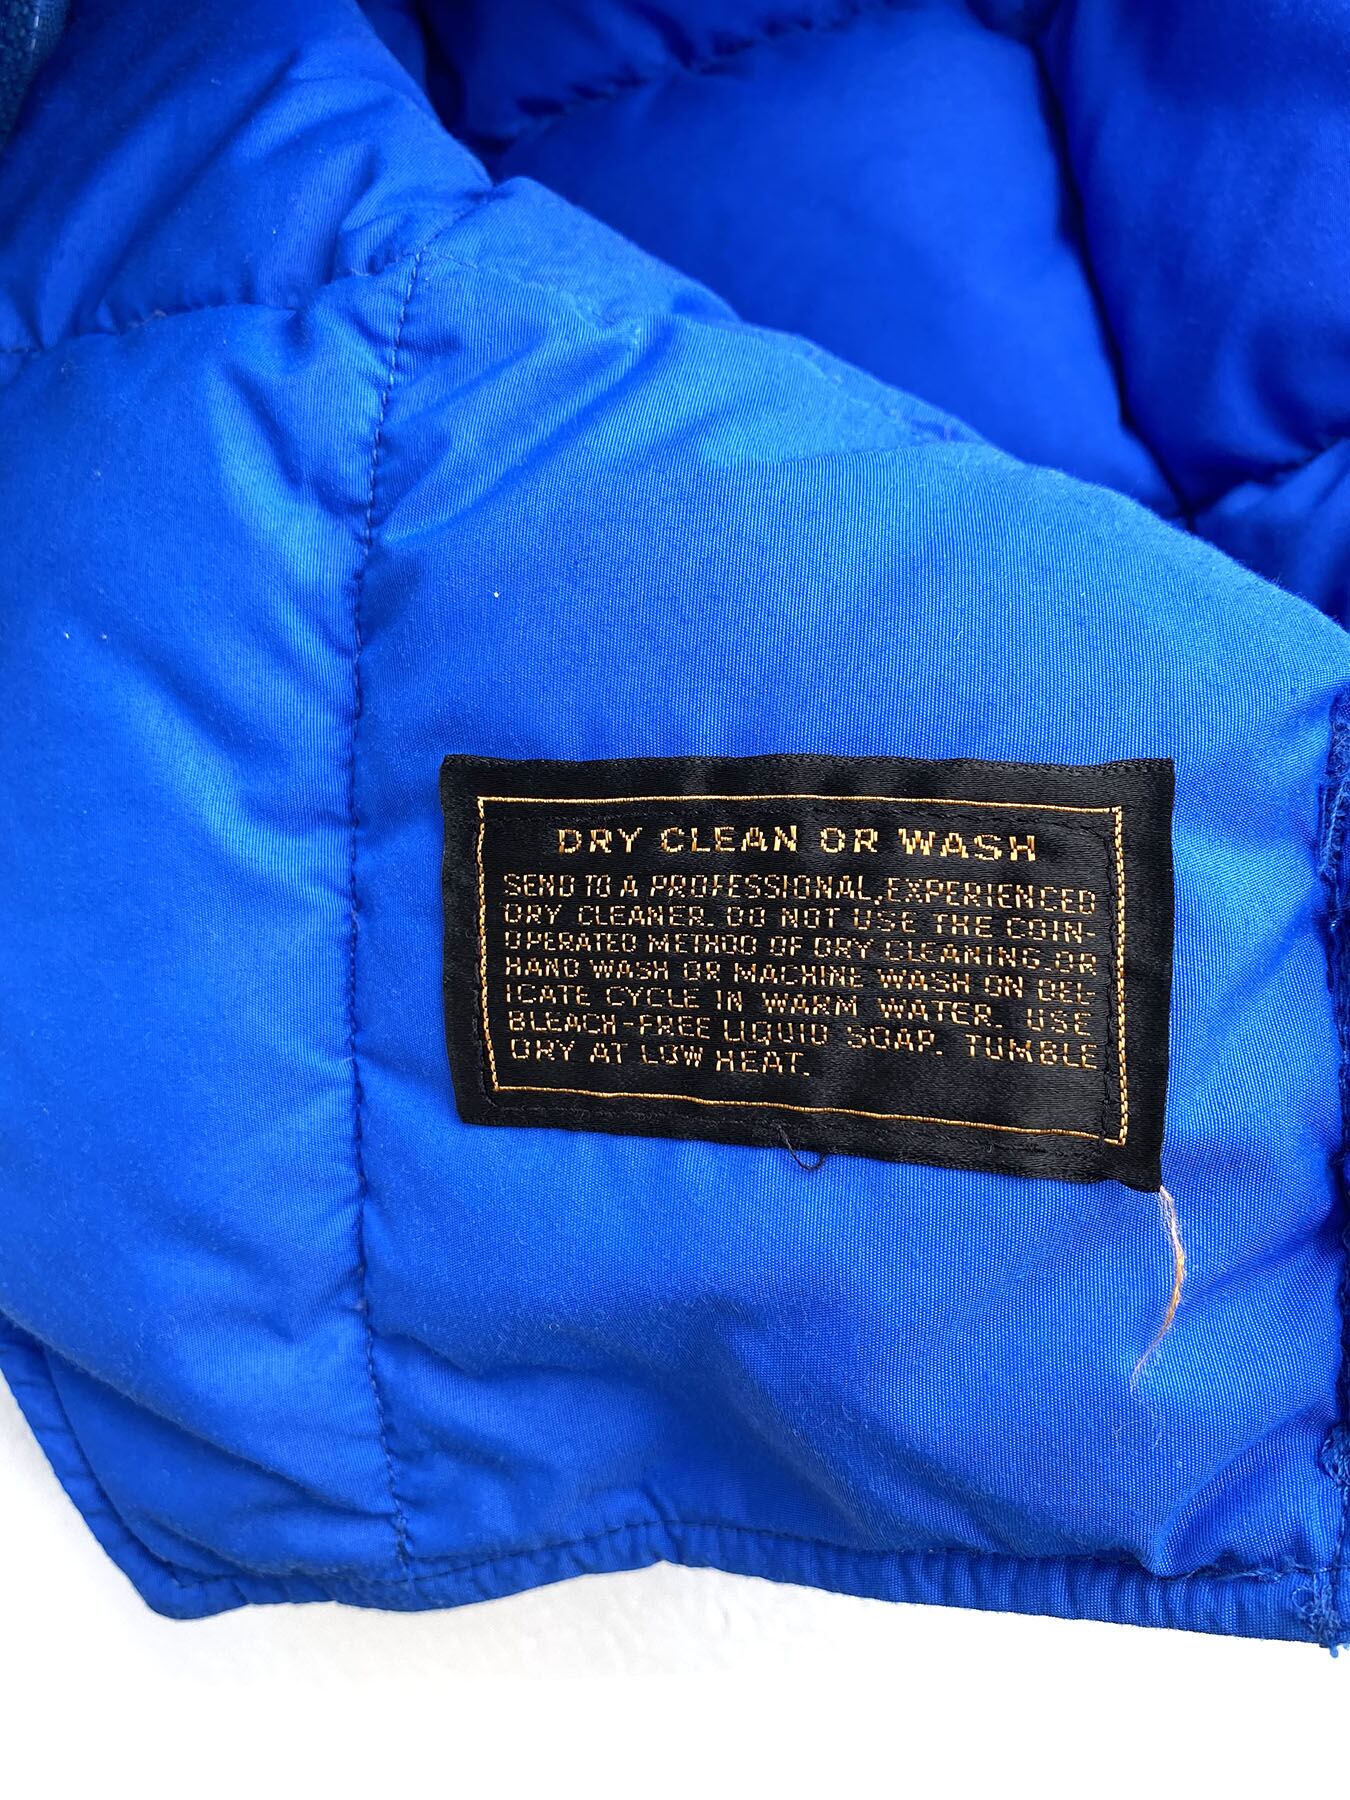 DRY CLEAN OR WASH
SEND TO A PROFESSIONAL, EXPERIENCED
DRY CLEANER. DO NOT USE THE COIN-
OPERATED METHOD OF DRY CLEANING. OR
HAND WASH OR MACHINE WASH ON DEL-
ICATE CYCLE IN WARM WATER. USE
BLEACH-FREE LIQUID SOAP. TUMBLE
DRY AT LOW HEAT.